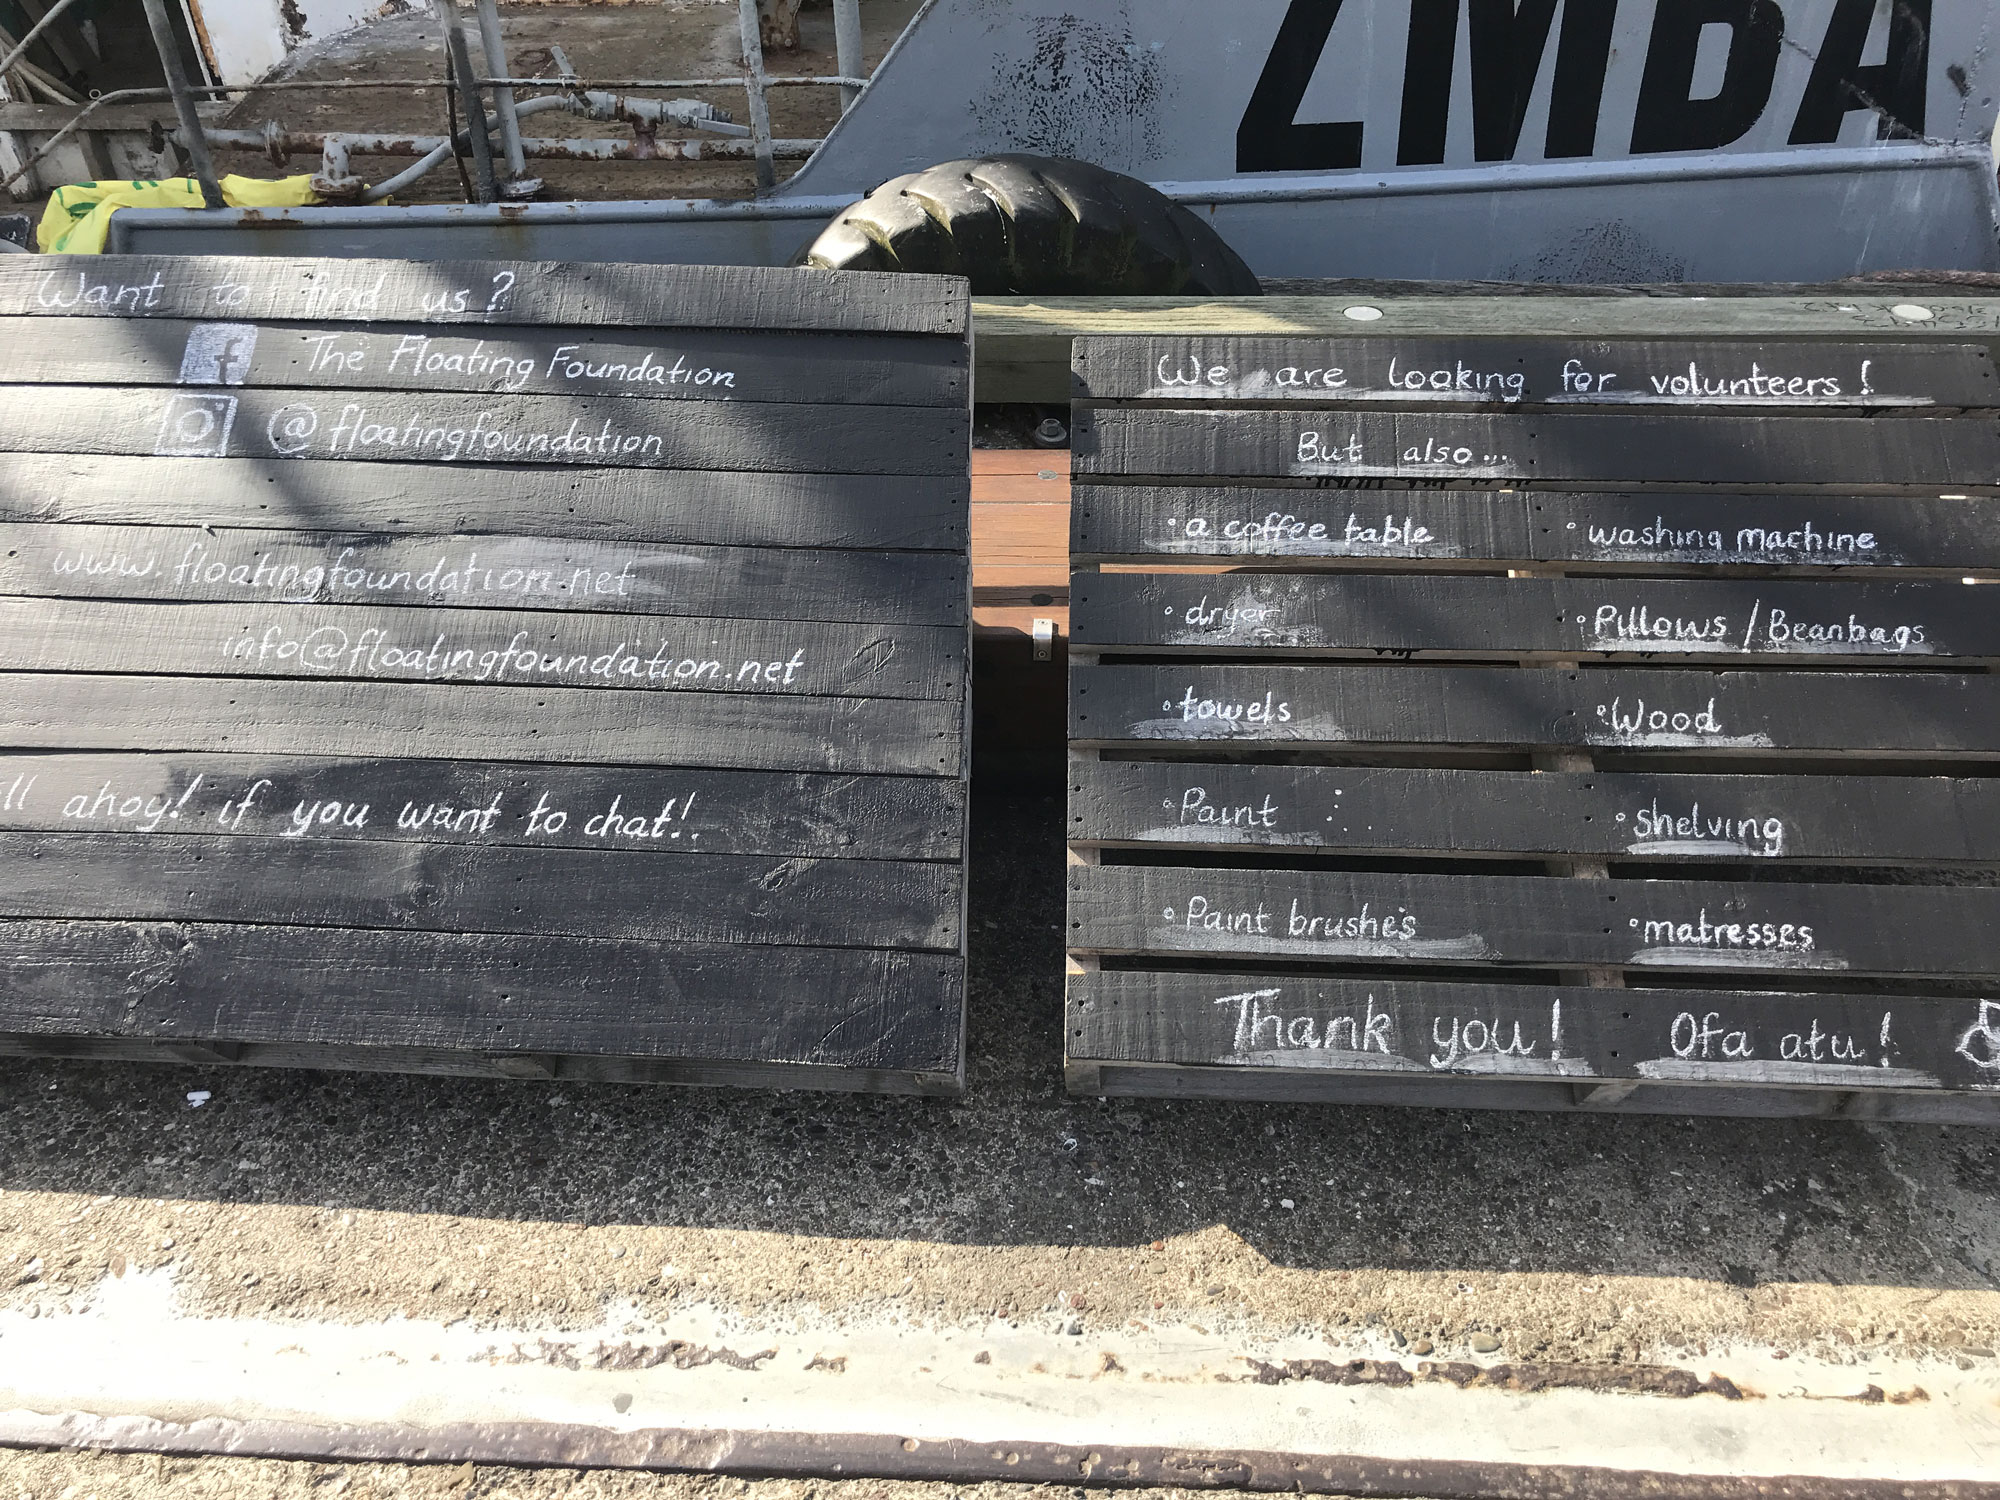 ZMBA
Want to find us?
f The Floating Foundation
@floatingfoundation
www.floatingfoundation.net
info@floatingfoundation.net
ll ahoy! if you want to chat!.
We are looking for volunteers!
But also...
• a coffee table • washing machine
• dryer • Pillows / Beanbags
• towels • Wood
• Paint • shelving
• Paint brushes • matresses
Thank you! Ofa atu!